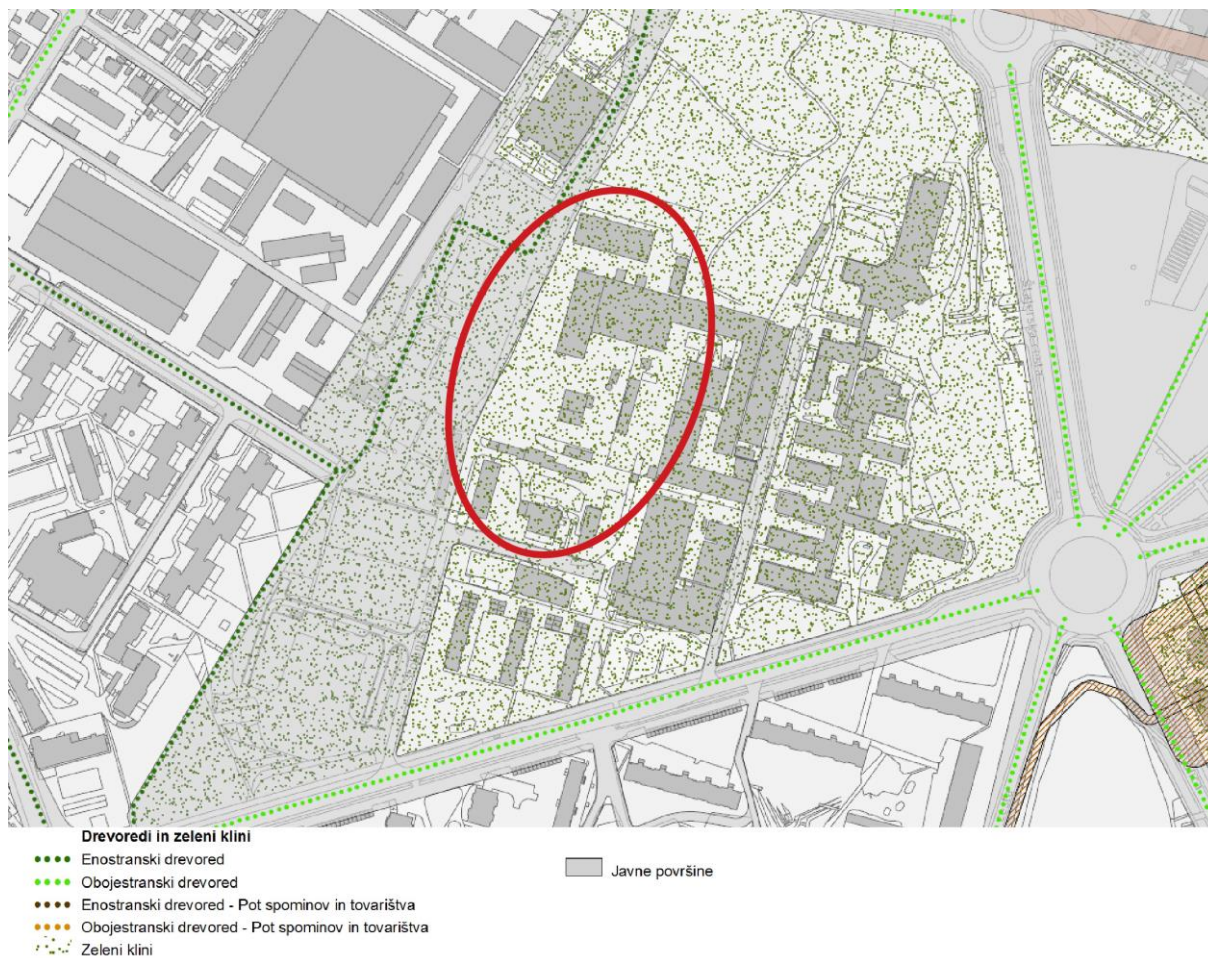 Drevoredi in zeleni klini
Enostranski drevored
Obojestranski drevored
Enostranski drevored - Pot spominov in tovarištva
Obojestranski drevored - Pot spominov in tovarištva
Zeleni klini
Javne površine